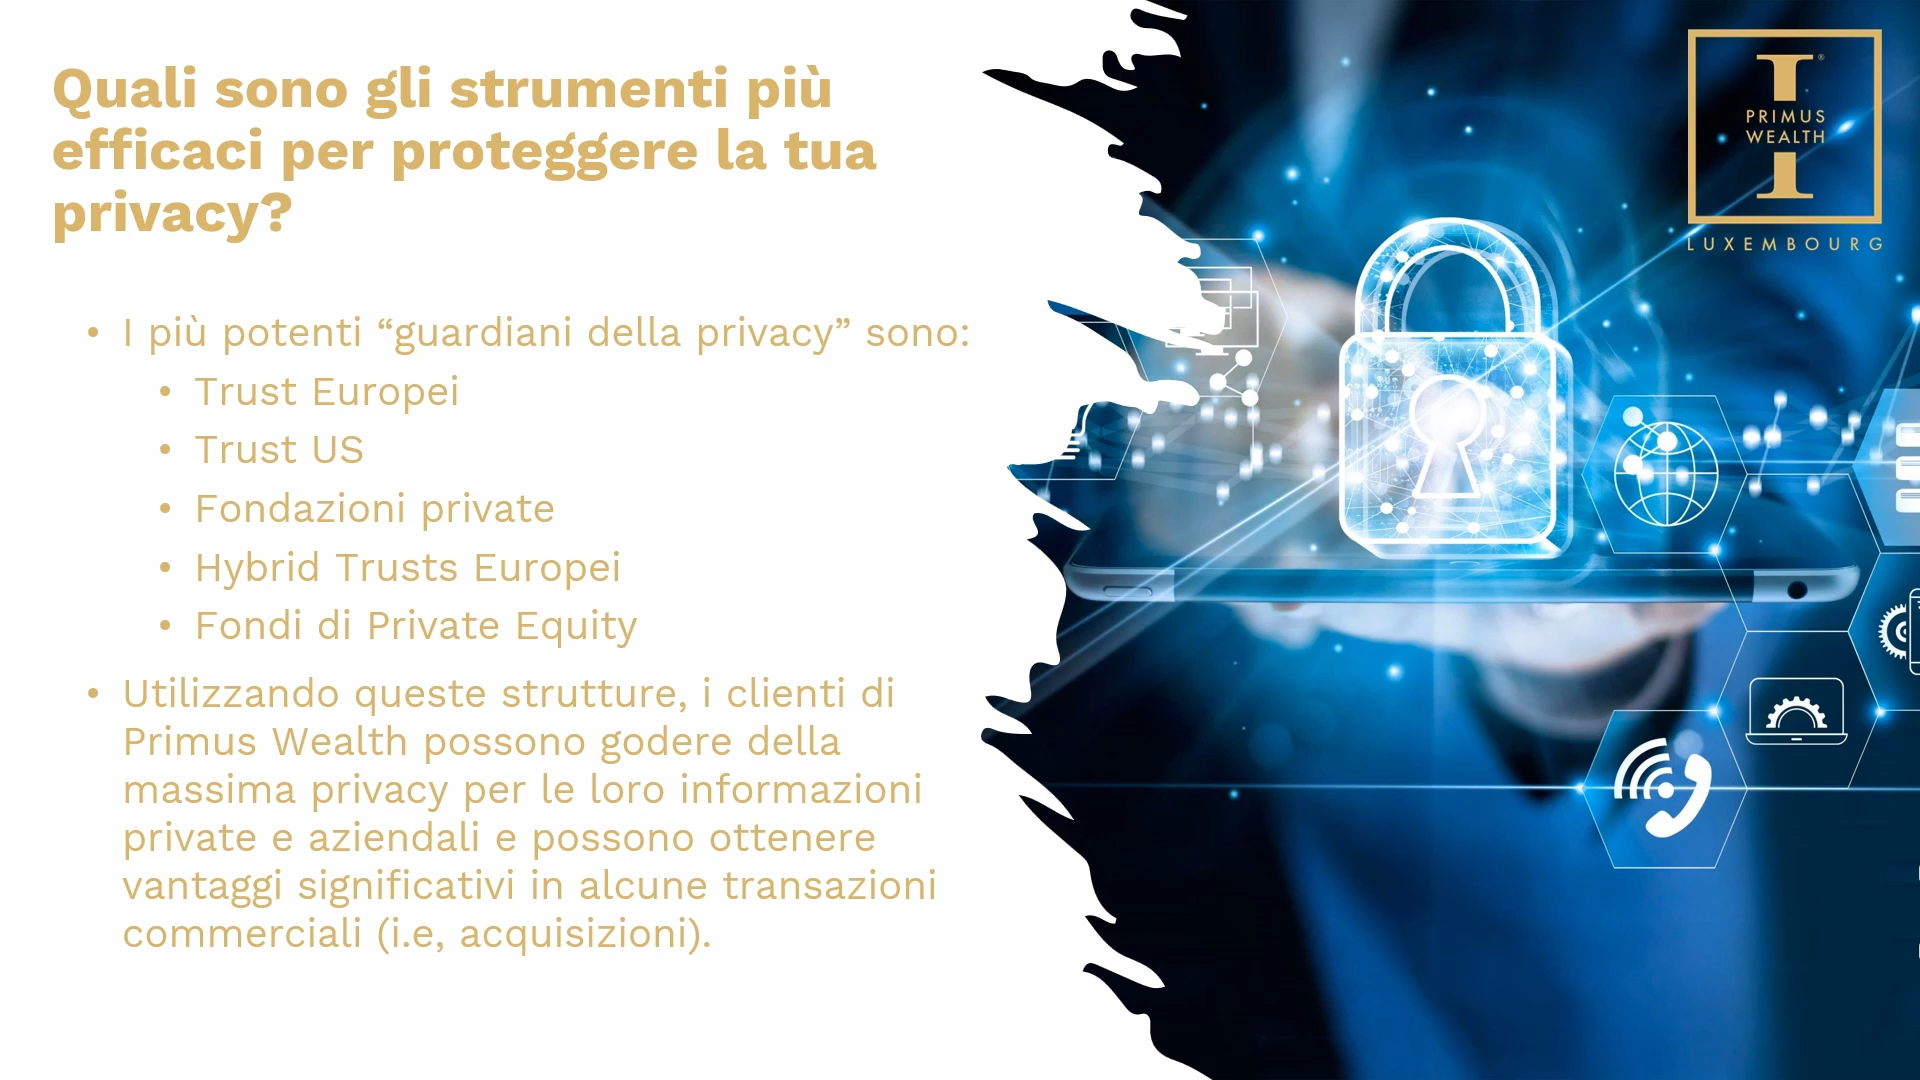 Quali sono gli strumenti più
efficaci per proteggere la tua
privacy?
• I più potenti “guardiani della privacy” sono:
• Trust Europei
• Trust US
• Fondazioni private
• Hybrid Trusts Europei
• Fondi di Private Equity
• Utilizzando queste strutture, i clienti di
Primus Wealth possono godere della
massima privacy per le loro informazioni
private e aziendali e possono ottenere
vantaggi significativi in alcune transazioni
commerciali (i.e, acquisizioni).
I®
PRIMUS
WEALTH
LUXEMBOURG